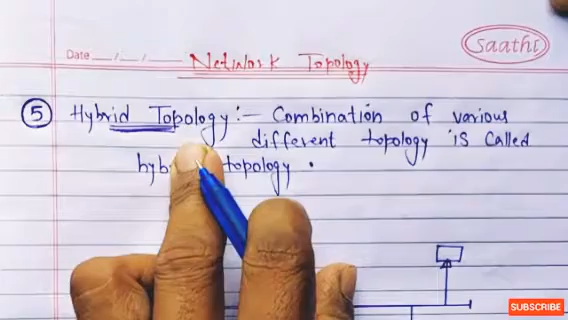 Saathi
Date __/__/__
Network Topology
5 Hybrid Topology :- Combination of various
different topology is called
topology .
SUBSCRIBE